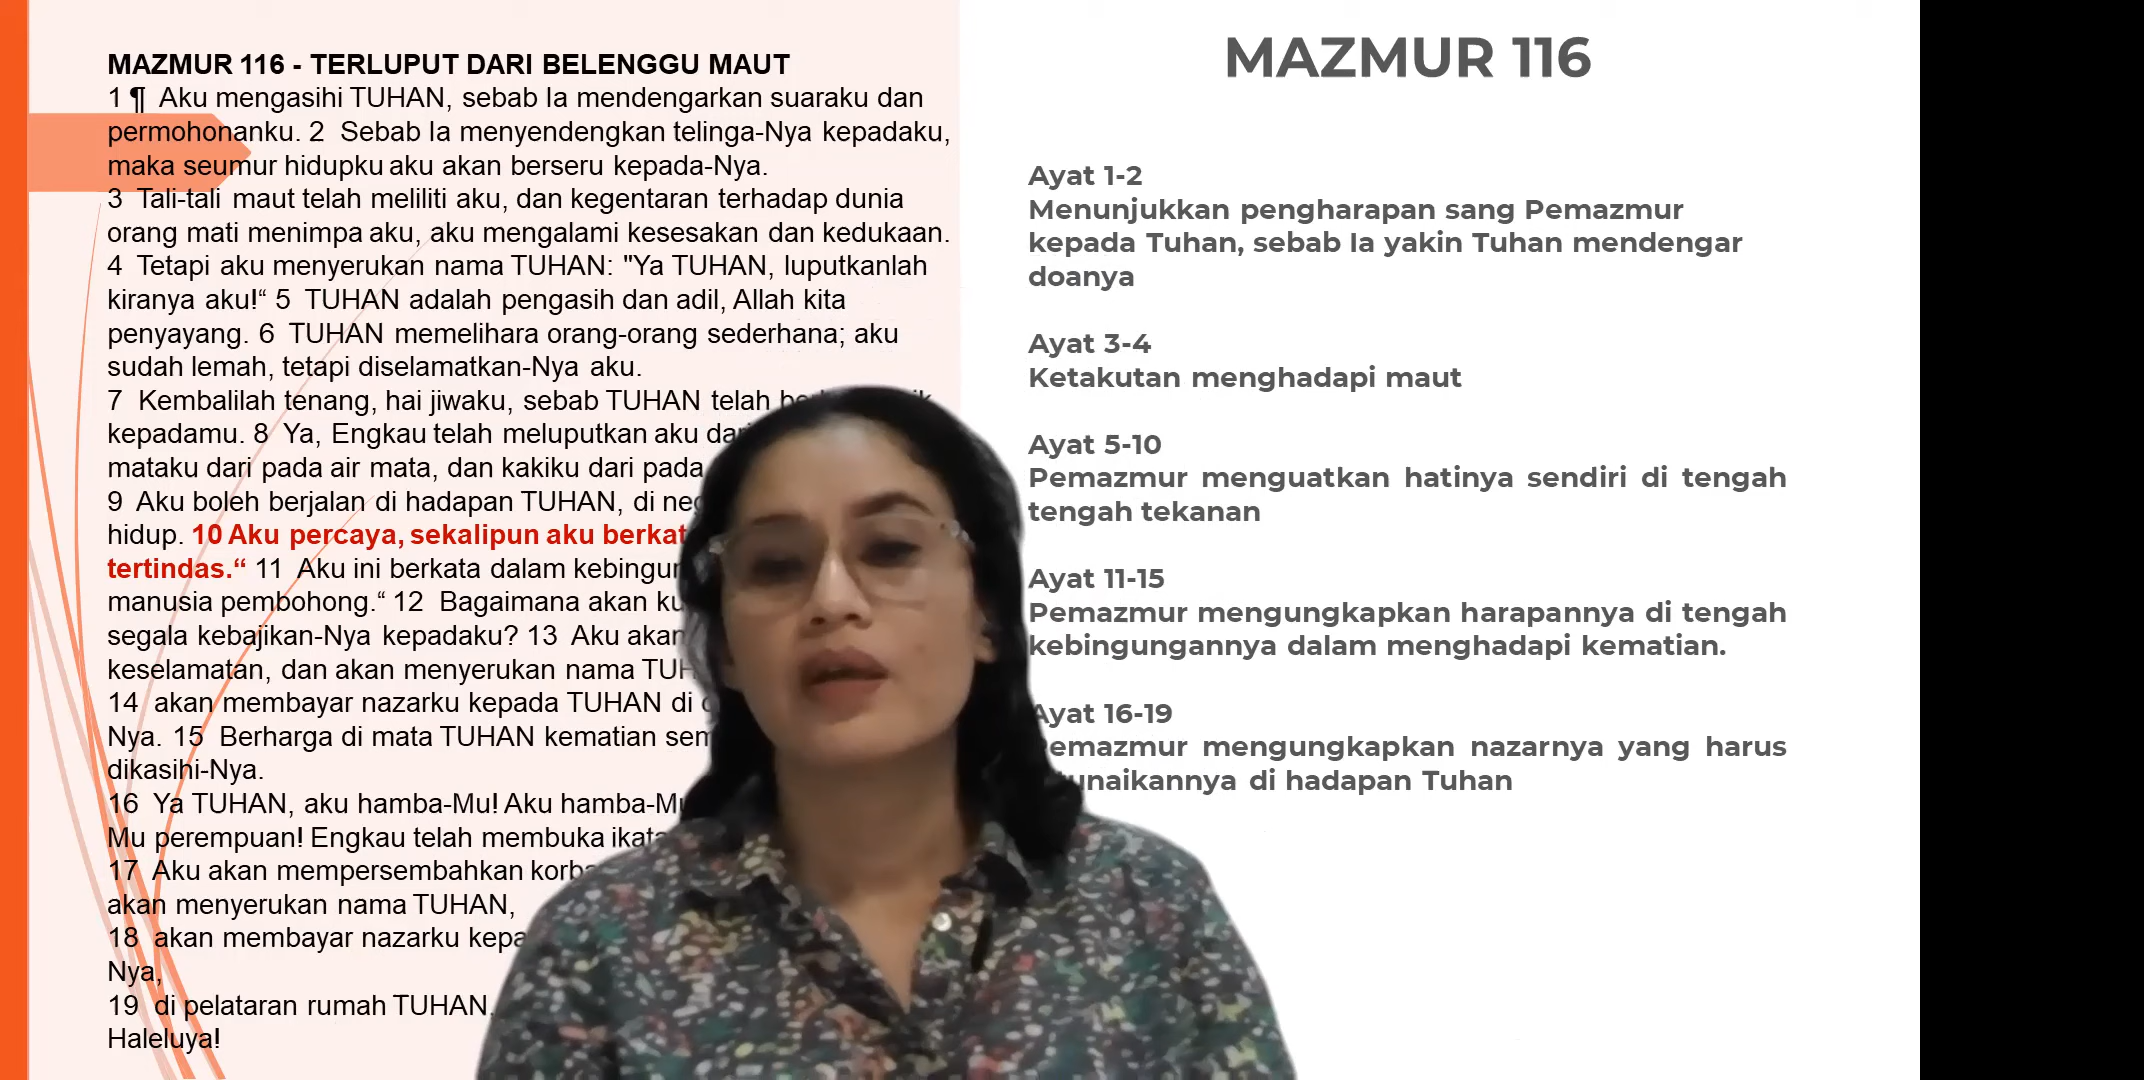 MAZMUR 116 - TERLUPUT DARI BELENGGU MAUT
1 ¶ Aku mengasihi TUHAN, sebab Ia mendengarkan suaraku dan
permohonanku. 2 Sebab Ia menyendengkan telinga-Nya kepadaku,
maka seumur hidupku aku akan berseru kepada-Nya.
3 Tali-tali maut telah meliliti aku, dan kegentaran terhadap dunia
orang mati menimpa aku, aku mengalami kesesakan dan kedukaan.
4 Tetapi aku menyerukan nama TUHAN: "Ya TUHAN, luputkanlah
kiranya aku!“ 5 TUHAN adalah pengasih dan adil, Allah kita
penyayang. 6 TUHAN memelihara orang-orang sederhana; aku
sudah lemah, tetapi diselamatkan-Nya aku.
7 Kembalilah tenang, hai jiwaku, sebab TUHAN telah
kepadamu. 8 Ya, Engkau telah meluputkan aku dari
mataku dari pada air mata, dan kakiku dari pada
9 Aku boleh berjalan di hadapan TUHAN, di
hidup. 10 Aku percaya, sekalipun aku
tertindas.“ 11 Aku ini berkata dalam
manusia pembohong.“ 12 Bagaimana akan
segala kebajikan-Nya kepadaku? 13 Aku akan
keselamatan, dan akan menyerukan nama
14 akan membayar nazarku kepada TUHAN di
Nya. 15 Berharga di mata TUHAN kematian
dikasihi-Nya.
16 Ya TUHAN, aku hamba-Mu! Aku
Mu perempuan! Engkau telah membuka
17 Aku akan mempersembahkan
akan menyerukan nama TUHAN,
18 akan membayar nazarku
Nya,
19 di pelataran rumah TUHAN.
Haleluya!
MAZMUR 116
Ayat 1-2
Menunjukkan pengharapan sang Pemazmur
kepada Tuhan, sebab Ia yakin Tuhan mendengar
doanya
Ayat 3-4
Ketakutan menghadapi maut
Ayat 5-10
Pemazmur menguatkan hatinya sendiri di tengah
tengah tekanan
Ayat 11-15
Pemazmur mengungkapkan harapannya di tengah
kebingungannya dalam menghadapi kematian.
Ayat 16-19
Pemazmur mengungkapkan nazarnya yang harus
di hadapan Tuhan